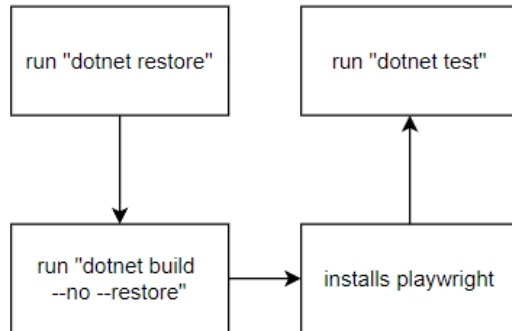 run "dotnet restore"
run "dotnet test"
run "dotnet build
--no --restore"
installs playwright